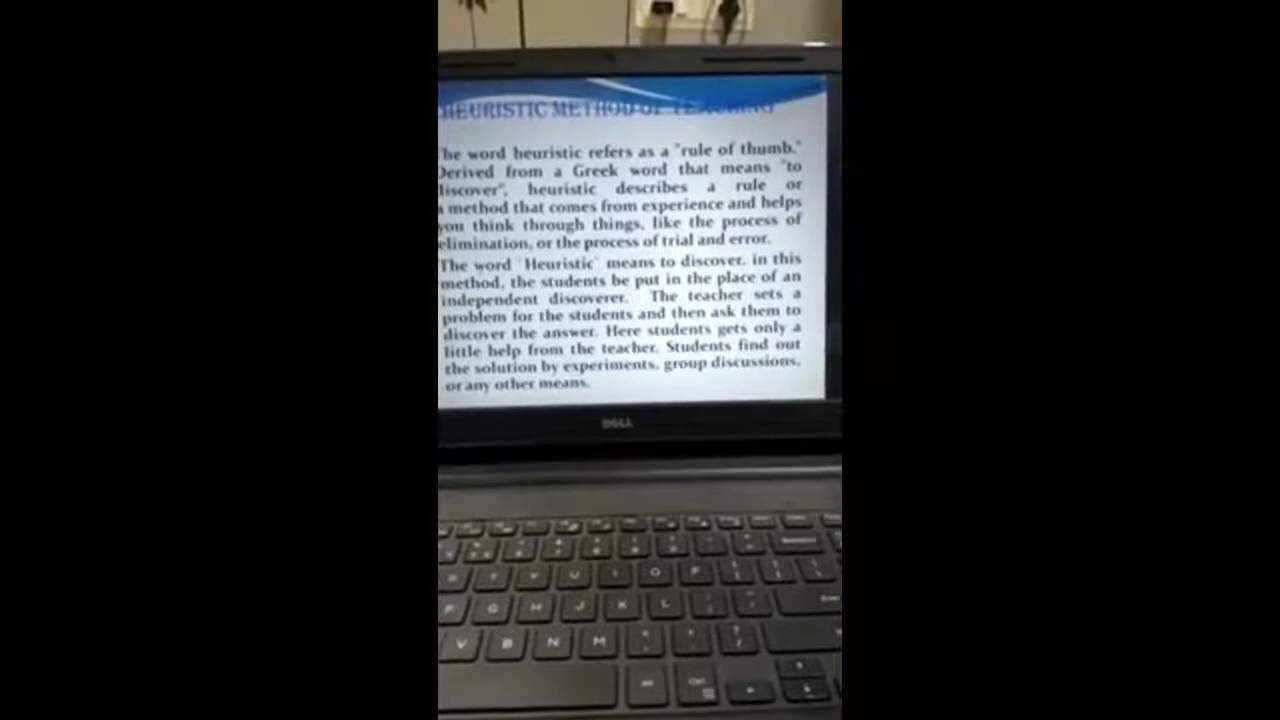 HEURISTIC METHOD OF TEACHING
he word heuristic refers as a "rule of thumb."
Derived from a Greek word that means "to
discover", heuristic describes a rule or
a method that comes from experience and helps
you think through things, like the process of
elimination, or the process of trial and error.
The word 'Heuristic' means to discover. in this
method, the students be put in the place of an
independent discoverer. The teacher sets a
problem for the students and then ask them to
discover the answer. Here students gets only a
little help from the teacher. Students find out
the solution by experiments, group discussions,
or any other means.
DELL
T Y U I O P
F G H J K L
V B N M